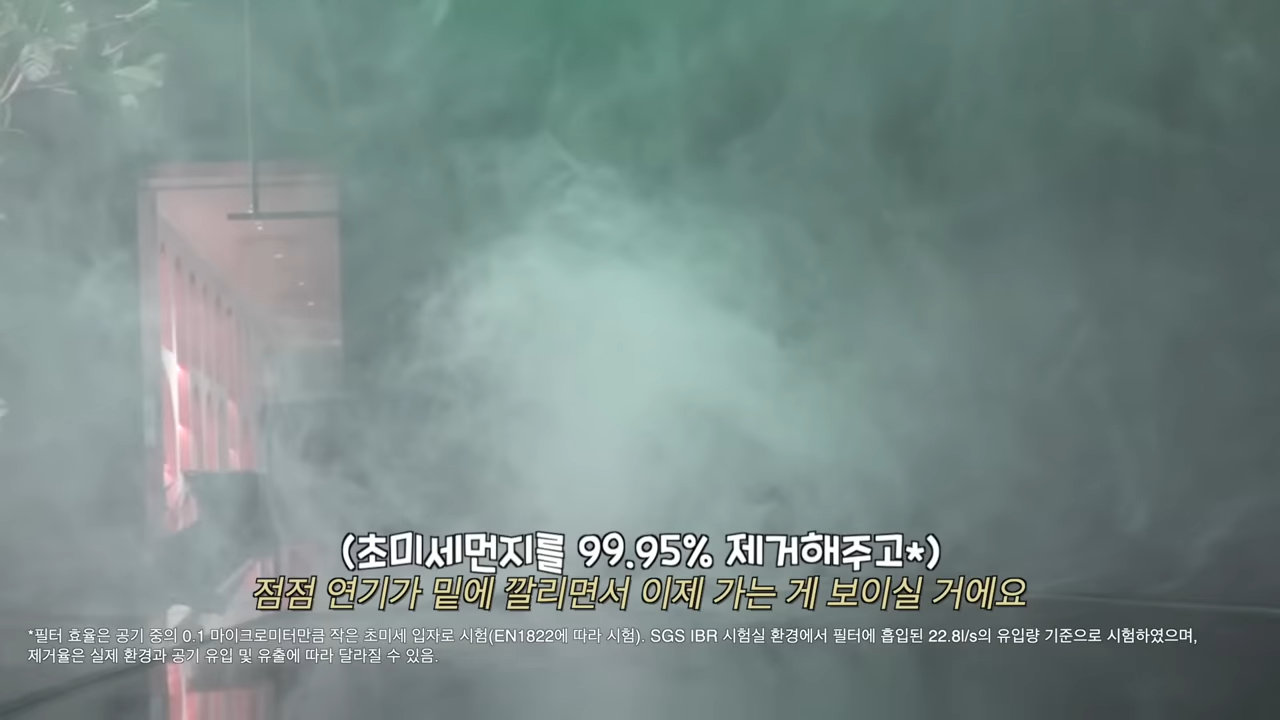 (초미세먼지를 99.95% 제거해주고*)
점점 연기가 밑에 깔리면서 이제 가는 게 보이실 거에요
*필터 효율은 공기 중의 0.1 마이크로미터만큼 작은 초미세 입자로 시험(EN1822에 따라 시험). SGS IBR 시험실 환경에서 필터에 흡입된 22.8l/s의 유입량 기준으로 시험하였으며,
제거율은 실제 환경과 공기 유입 및 유출에 따라 달라질 수 있음.